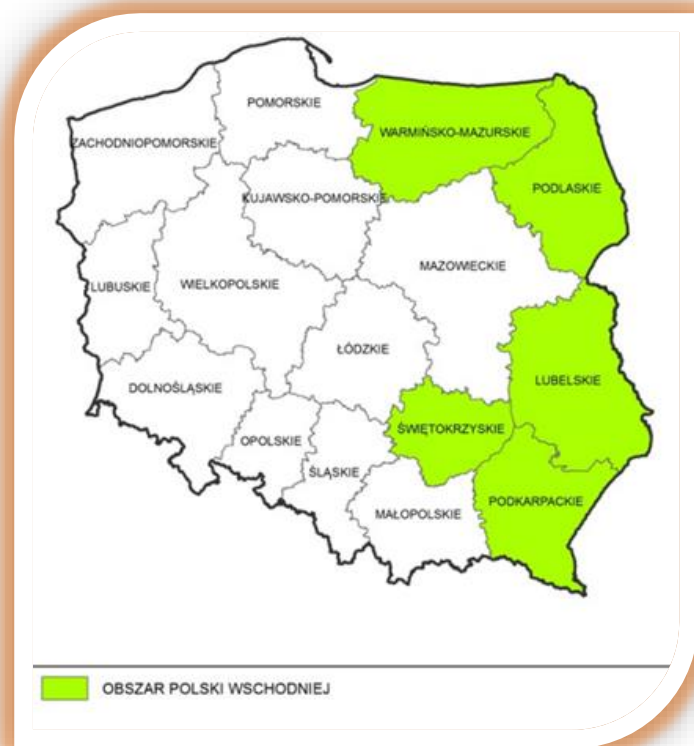 POMORSKIE
WARMIŃSKO-MAZURSKIE
ZACHODNIOPOMORSKIE
PODLASKIE
KUJAWSKO-POMORSKIE
MAZOWIECKIE
WIELKOPOLSKIE
LUBUSKIE
ŁÓDZKIE
LUBELSKIE
DOLNOŚLĄSKIE
ŚWIĘTOKRZYSKIE
OPOLSKIE
ŚLĄSKIE
PODKARPACKIE
MAŁOPOLSKIE
OBSZAR POLSKI WSCHODNIEJ